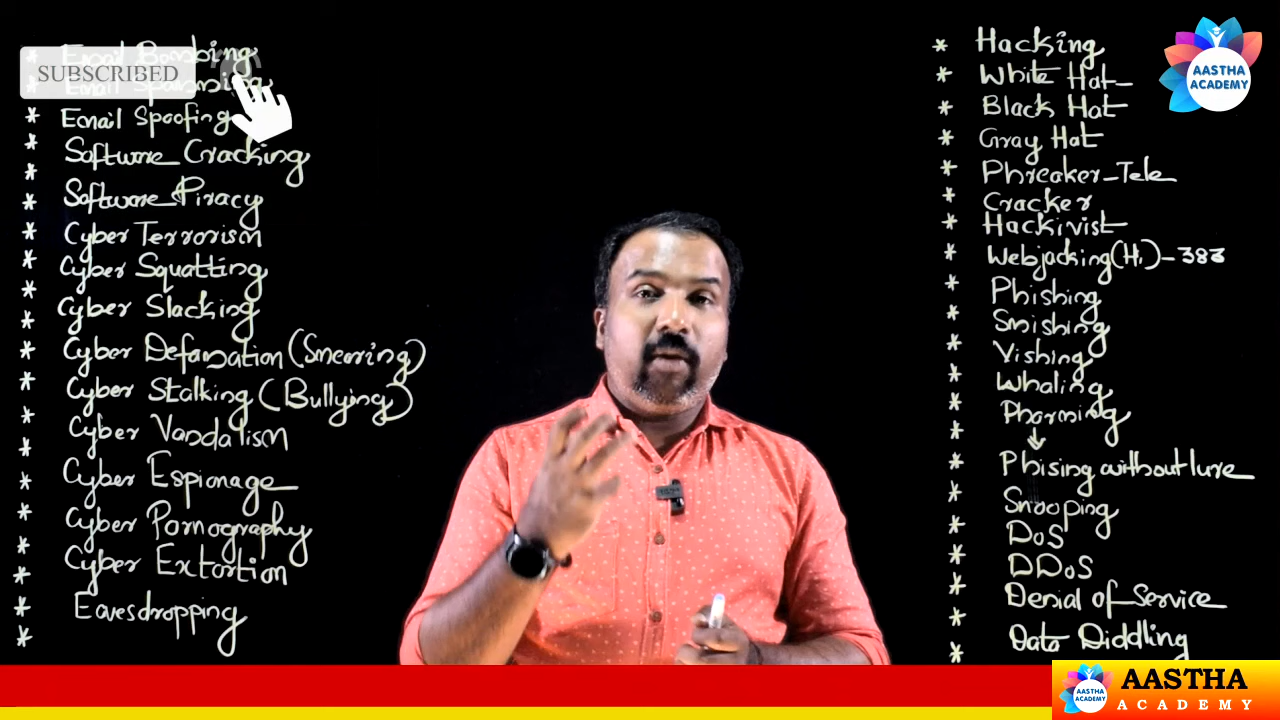 * Email Bombing
SUBSCRIBED
* Email Spamming
* Email Spoofing
* Software Cracking
* Software Piracy
* Cyber Terrorism
* Cyber Squatting
* Cyber Slacking
* Cyber Defamation (Smearring)
* Cyber Stalking (Bullying)
* Cyber Vandalism
* Cyber Espionage
* Cyber Pornography
* Cyber Extortion
* Eavesdropping
* Hacking
* White Hat
* Black Hat
* Gray Hat
* Phreaker - Tele
* Cracker
* Hackivist
* Webjacking (Hi) - 383
* Phishing
* Smishing
* Vishing
* Whaling
* Pharming
↓
* Phising without lure
* Snooping
* DoS
* DDoS
* Denial of Service
* Data Diddling
AASTHA
ACADEMY
AASTHA
ACADEMY
AASTHA
ACADEMY